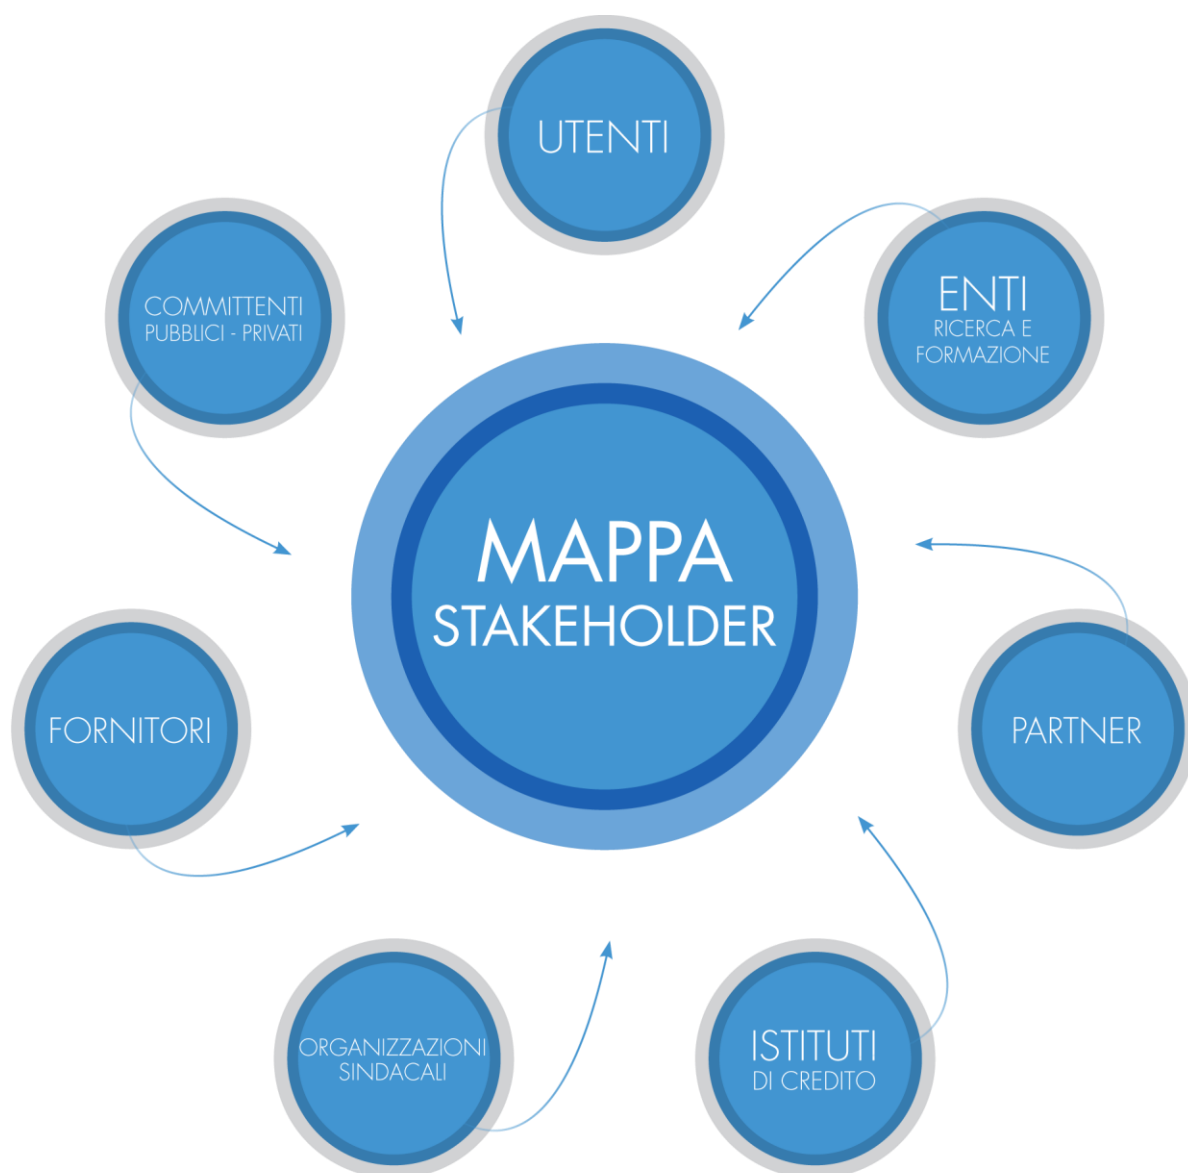 UTENTI
COMMITTENTI
PUBBLICI - PRIVATI
ENTI
RICERCA E
FORMAZIONE
MAPPA
STAKEHOLDER
FORNITORI
PARTNER
ORGANIZZAZIONI
SINDACALI
ISTITUTI
DI CREDITO